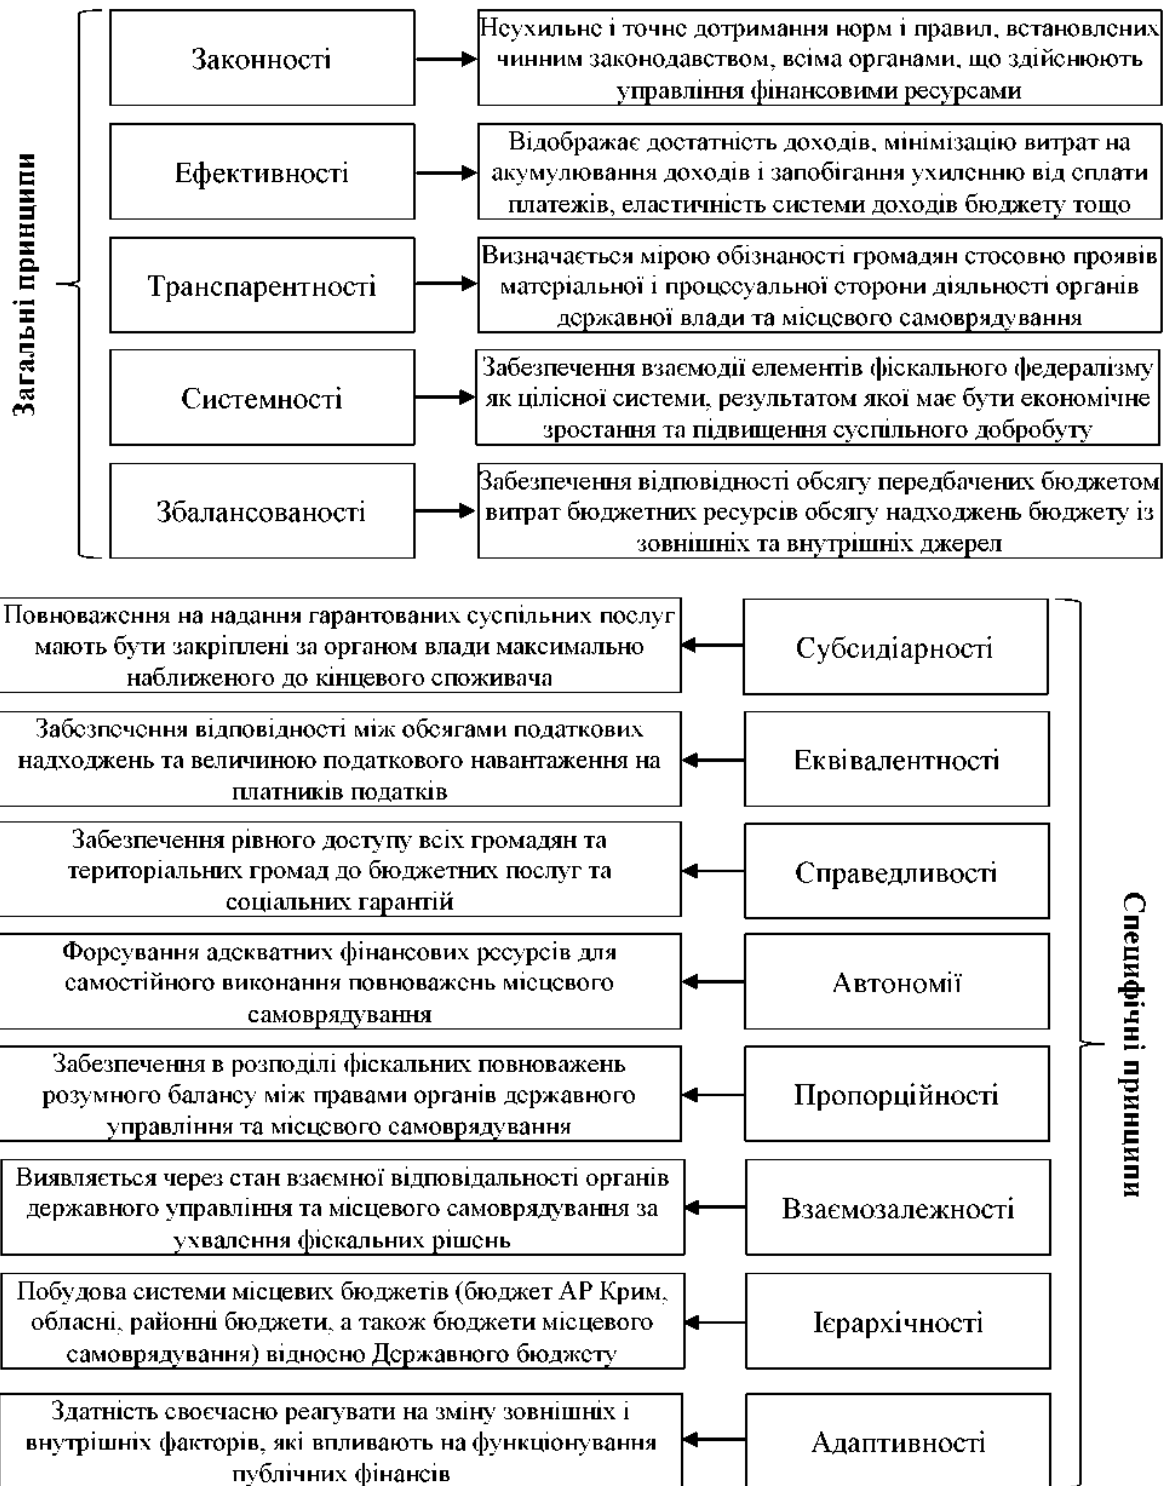 Загальні принципи
Законності
Неухильне і точне дотримання норм і правил, встановлених
чинним законодавством, всіма органами, що здійснюють
управління фінансовими ресурсами
Ефективності
Відображає достатність доходів, мінімізацію витрат на
акумулювання доходів і запобігання ухиленню від сплати
платежів, еластичність системи доходів бюджету тощо
Транспарентності
Визначається мірою обізнаності громадян стосовно проявів
матеріальної і процесуальної сторони діяльності органів
державної влади та місцевого самоврядування
Системності
Забезпечення взаємодії елементів фіскального федералізму
як цілісної системи, результатом якої має бути економічне
зростання та підвищення суспільного добробуту
Збалансованості
Забезпечення відповідності обсягу передбачених бюджетом
витрат бюджетних ресурсів обсягу надходжень бюджету із
зовнішніх та внутрішніх джерел
Повноваження на надання гарантованих суспільних послуг
мають бути закріплені за органом влади максимально
наближеного до кінцевого споживача
Субсидіарності
Забезпечення відповідності між обсягами податкових
надходжень та величиною податкового навантаження на
платників податків
Еквівалентності
Забезпечення рівного доступу всіх громадян та
територіальних громад до бюджетних послуг та
соціальних гарантій
Справедливості
Форсування адекватних фінансових ресурсів для
самостійного виконання повноважень місцевого
самоврядування
Автономії
Забезпечення в розподілі фіскальних повноважень
розумного балансу між правами органів державного
управління та місцевого самоврядування
Пропорційності
Виявляється через стан взаємної відповідальності органів
державного управління та місцевого самоврядування за
ухвалення фіскальних рішень
Взаємозалежності
Побудова системи місцевих бюджетів (бюджет АР Крим,
обласні, районні бюджети, а також бюджети місцевого
самоврядування) відносно Державного бюджету
Ієрархічності
Здатність своєчасно реагувати на зміну зовнішніх і
внутрішніх факторів, які впливають на функціонування
публічних фінансів
Адаптивності
Специфічні принципи